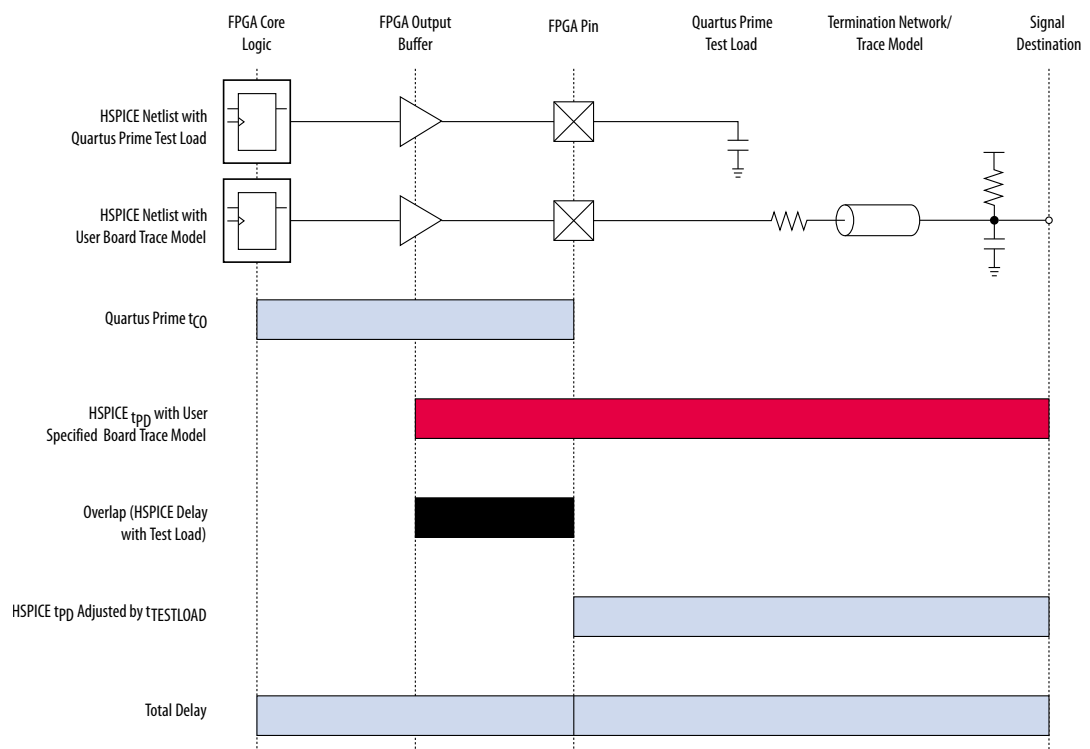 FPGA Core
Logic
FPGA Output
Buffer
FPGA Pin
Quartus Prime
Test Load
Termination Network/
Trace Model
Signal
Destination
HSPICE Netlist with
Quartus Prime Test Load
HSPICE Netlist with
User Board Trace Model
Quartus Prime tCO
HSPICE tPD with User
Specified Board Trace Model
Overlap (HSPICE Delay
with Test Load)
HSPICE tPD Adjusted by tTESTLOAD
Total Delay